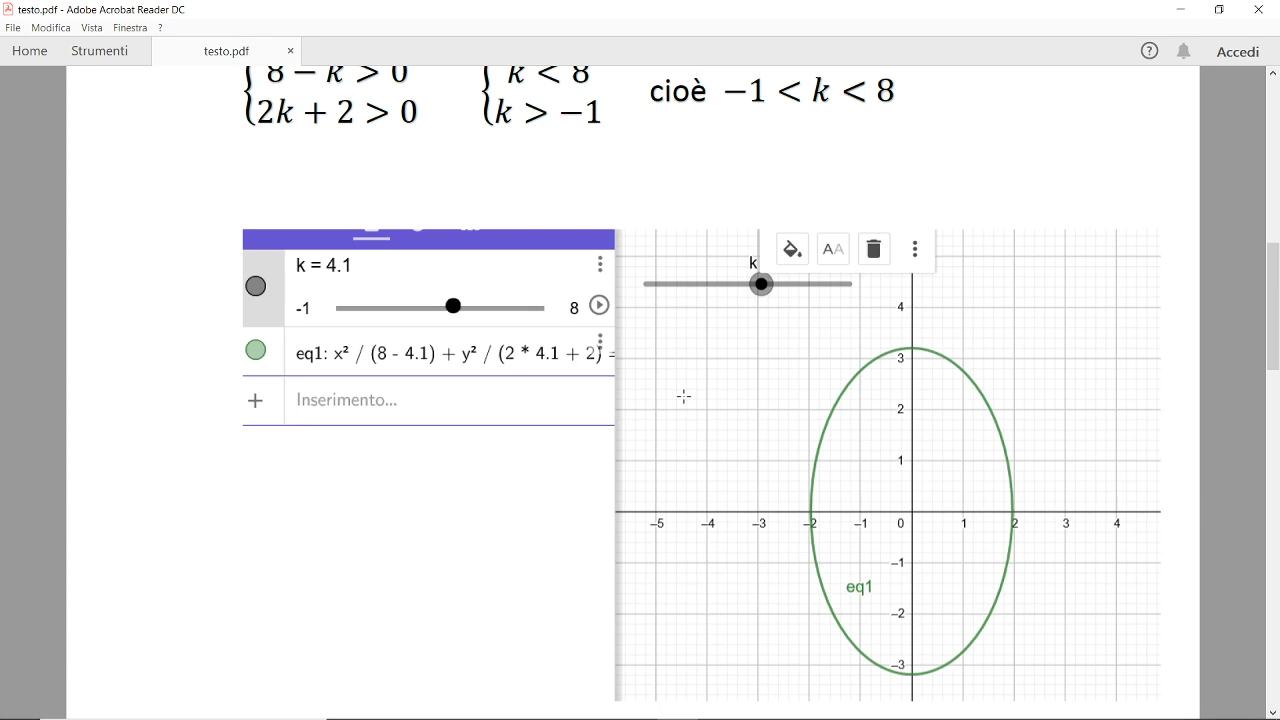 testo.pdf - Adobe Acrobat Reader DC
File Modifica Vista Finestra ?
Home Strumenti testo.pdf × Accedi
8 − k > 0 k < 8
2k + 2 > 0 k > −1 cioè −1 < k < 8
k = 4.1
-1 8
eq1: x² / (8 - 4.1) + y² / (2 * 4.1 + 2) =
+ Inserimento...
k AA
4
3
2
1
−5 −4 −3 −2 −1 0 1 2 3 4
−1
eq1
−2
−3